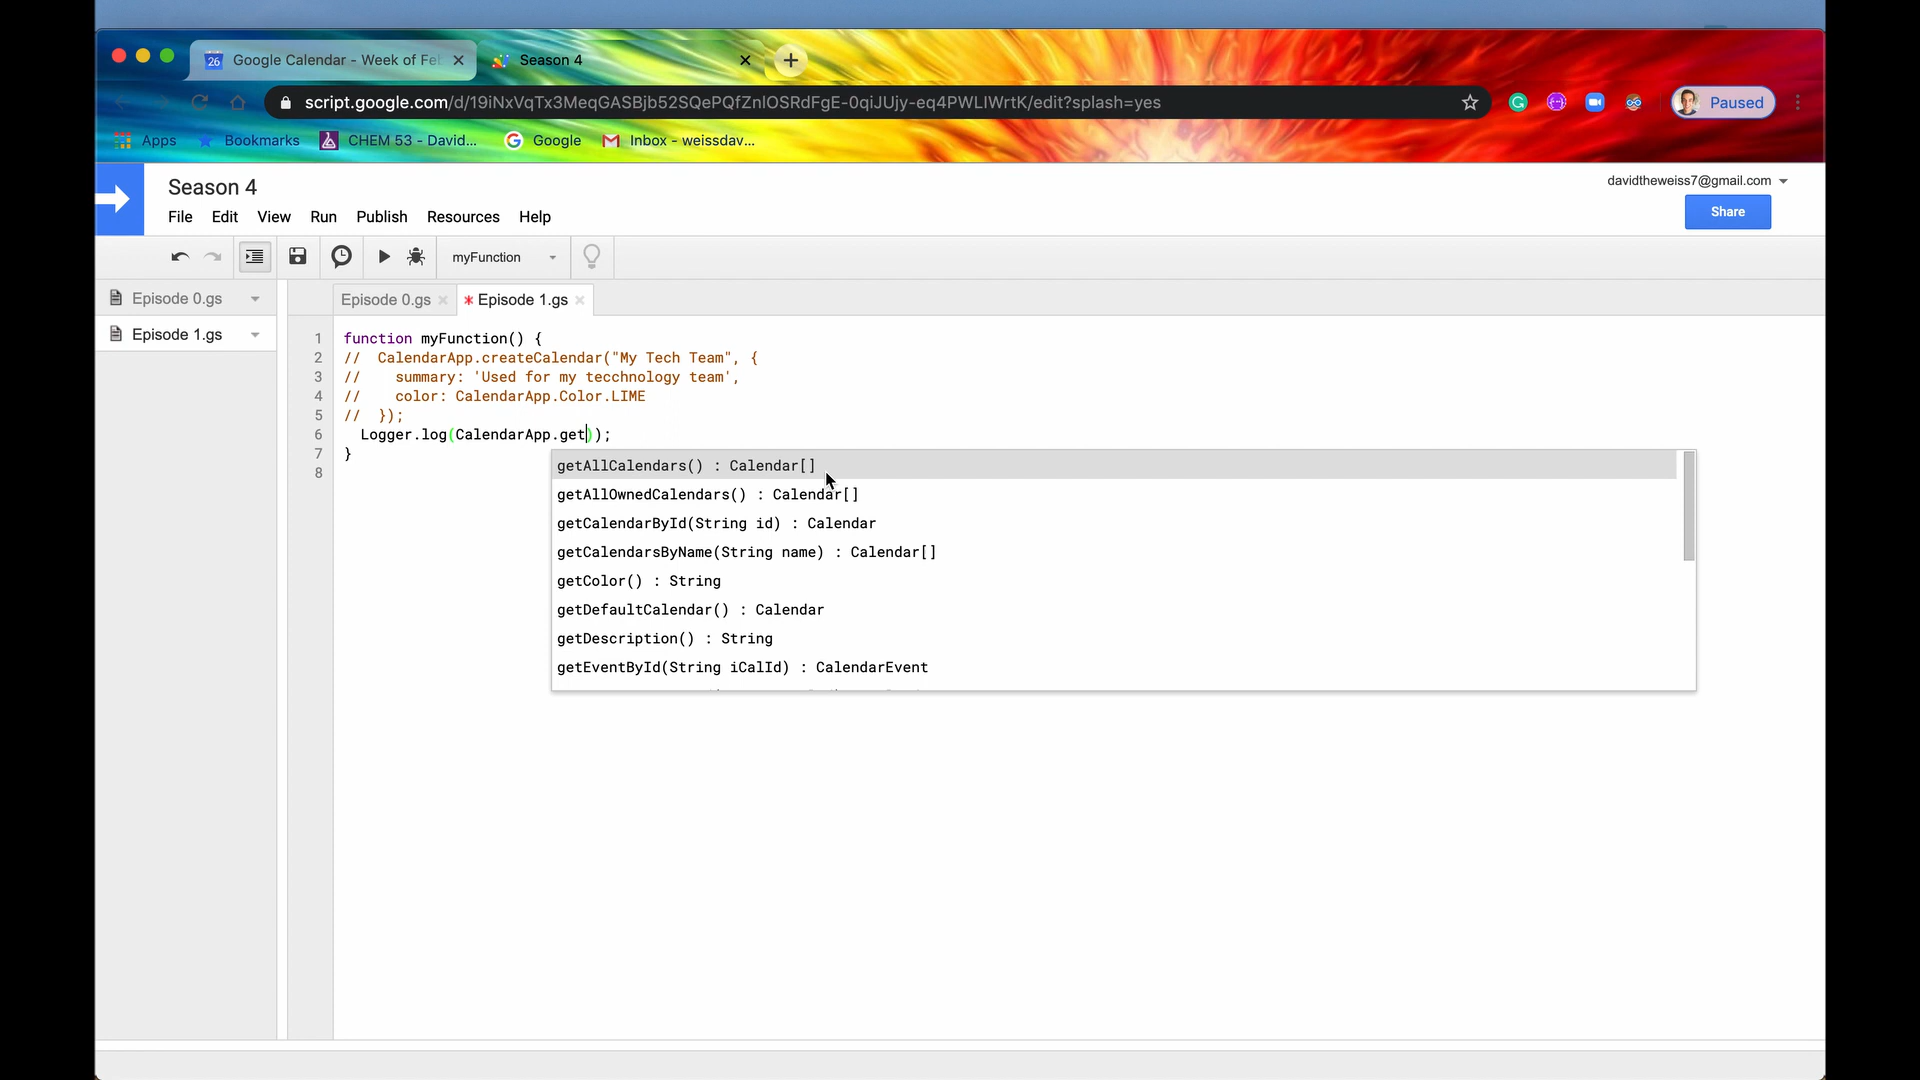 26 Google Calendar - Week of Feb
Season 4
script.google.com/d/19iNxVqTx3MeqGASBjb52SQePQfZnlOSRdFgE-0qiJUjy-eq4PWLIWrtK/edit?splash=yes
Paused
Apps
Bookmarks
CHEM 53 - David...
Google
Inbox - weissdav...
Season 4
davidtheweiss7@gmail.com
File Edit View Run Publish Resources Help
Share
myFunction
Episode 0.gs
Episode 1.gs
Episode 0.gs
* Episode 1.gs
1 function myFunction() {
2 //  CalendarApp.createCalendar("My Tech Team", {
3 //    summary: 'Used for my tecchnology team',
4 //    color: CalendarApp.Color.LIME
5 //  });
6   Logger.log(CalendarApp.get));
7 }
8
getAllCalendars() : Calendar[]
getAllOwnedCalendars() : Calendar[]
getCalendarById(String id) : Calendar
getCalendarsByName(String name) : Calendar[]
getColor() : String
getDefaultCalendar() : Calendar
getDescription() : String
getEventById(String iCalId) : CalendarEvent